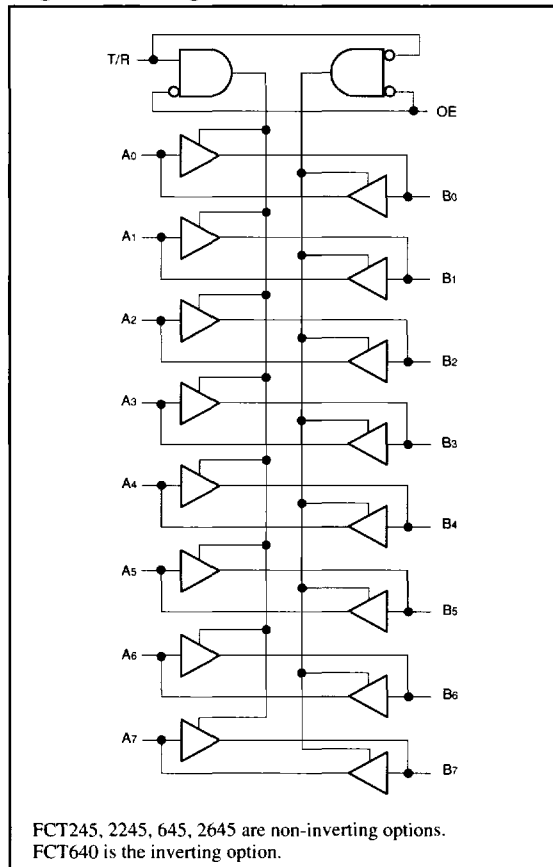 T/R
OE
A0
B0
A1
B1
A2
B2
A3
B3
A4
B4
A5
B5
A6
B6
A7
B7
FCT245, 2245, 645, 2645 are non-inverting options.
FCT640 is the inverting option.